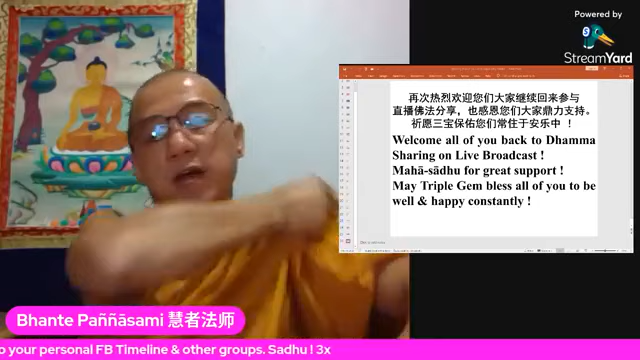 Powered by
StreamYard
再次热烈欢迎您们大家继续回来参与
直播佛法分享，也感恩您们大家鼎力支持。
祈愿三宝保佑您们常住于安乐中 ！
Welcome all of you back to Dhamma
Sharing on Live Broadcast !
Mahā-sādhu for great support !
May Triple Gem bless all of you to be
well & happy constantly !
Bhante Paññāsami 慧者法师
o your personal FB Timeline & other groups. Sadhu ! 3x